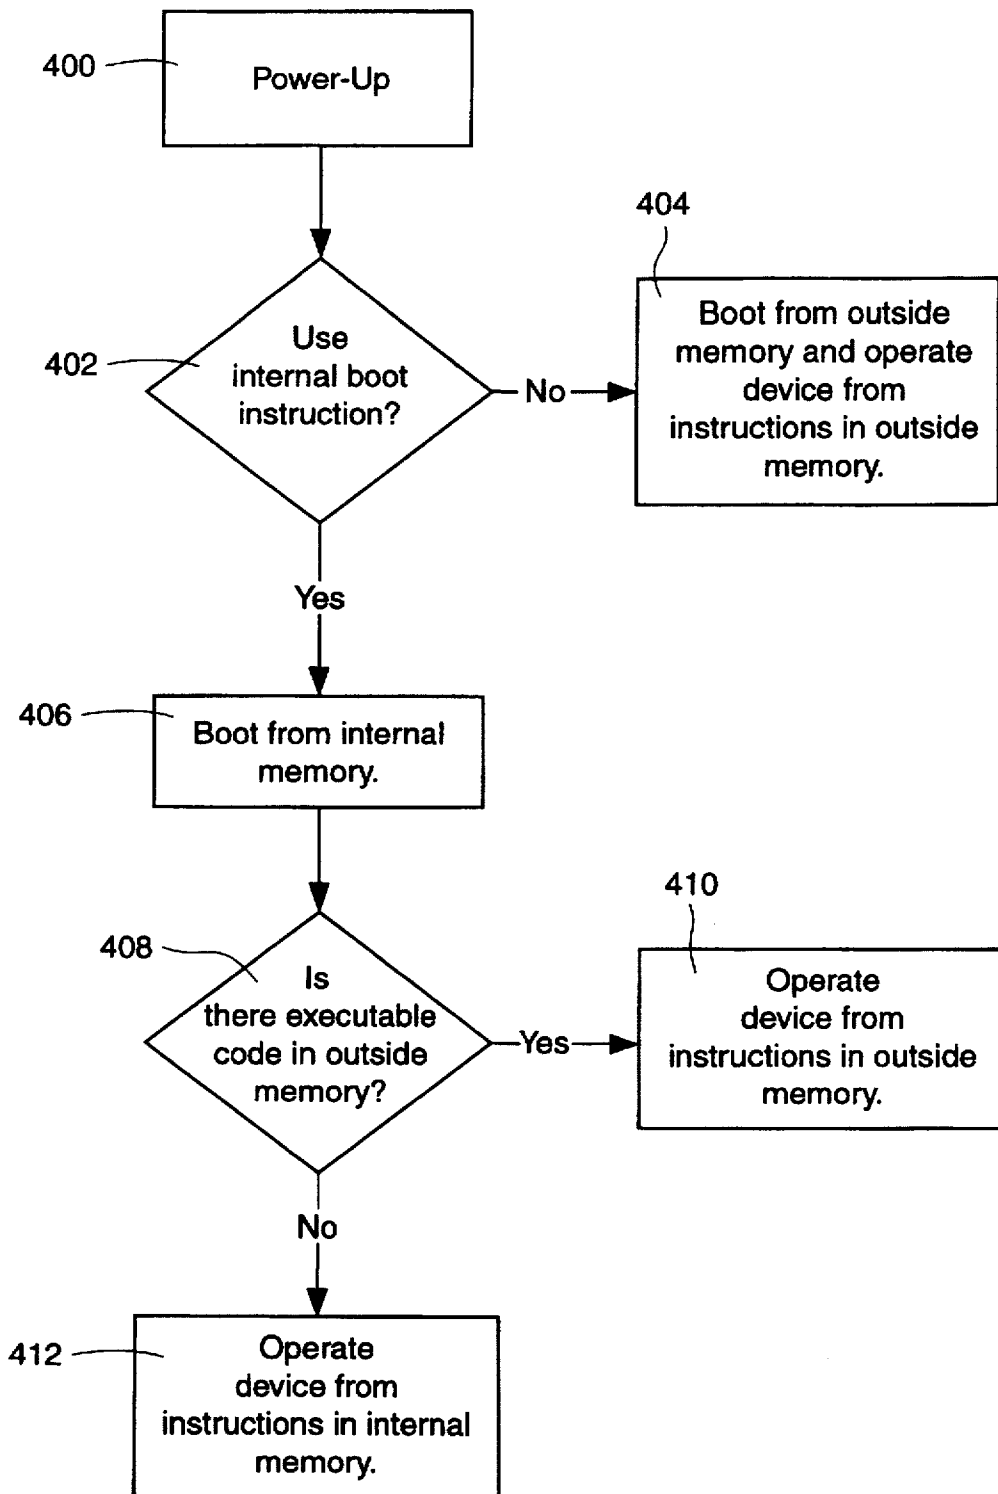 400
Power-Up
404
Boot from outside
memory and operate
device from
instructions in outside
memory.
402
Use
internal boot
instruction?
No
Yes
406
Boot from internal
memory.
410
408
Is
there executable
code in outside
memory?
Yes
Operate
device from
instructions in outside
memory.
No
412
Operate
device from
instructions in internal
memory.